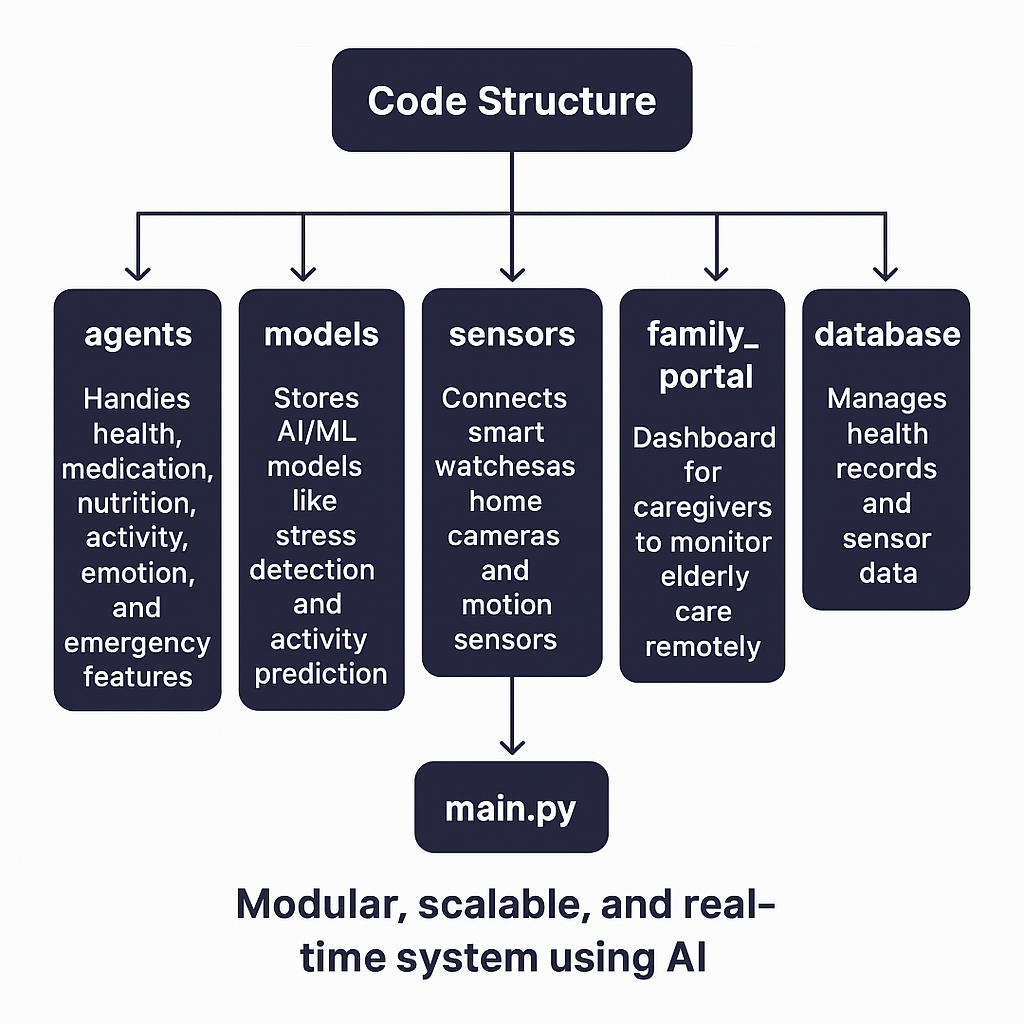 Code Structure
agents
Handies
health,
medication,
nutrition,
activity,
emotion,
and
emergency
features
models
Stores
AI/ML
models
like
stress
detection
and
activity
prediction
sensors
Connects
smart
watchesas
home
cameras
and
motion
sensors
family_
portal
Dashboard
for
caregivers
to monitor
elderly
care
remotely
database
Manages
health
records
and
sensor
data
main.py
Modular, scalable, and real-
time system using AI